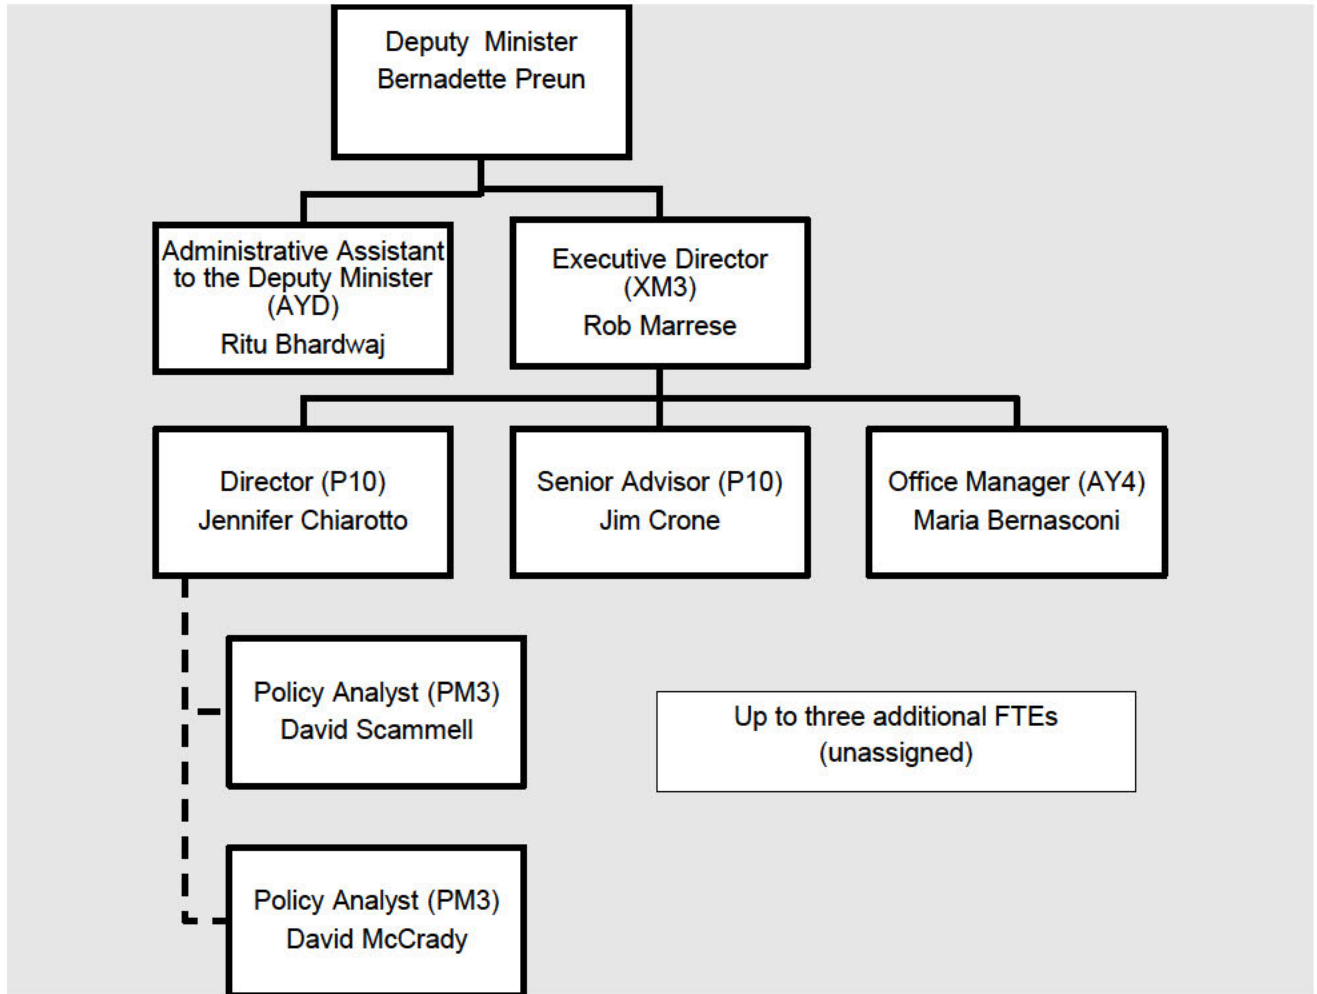 Deputy Minister
Bernadette Preun
Administrative Assistant
to the Deputy Minister
(AYD)
Ritu Bhardwaj
Executive Director
(XM3)
Rob Marrese
Director (P10)
Jennifer Chiarotto
Senior Advisor (P10)
Jim Crone
Office Manager (AY4)
Maria Bernasconi
Policy Analyst (PM3)
David Scammell
Up to three additional FTEs
(unassigned)
Policy Analyst (PM3)
David McCrady